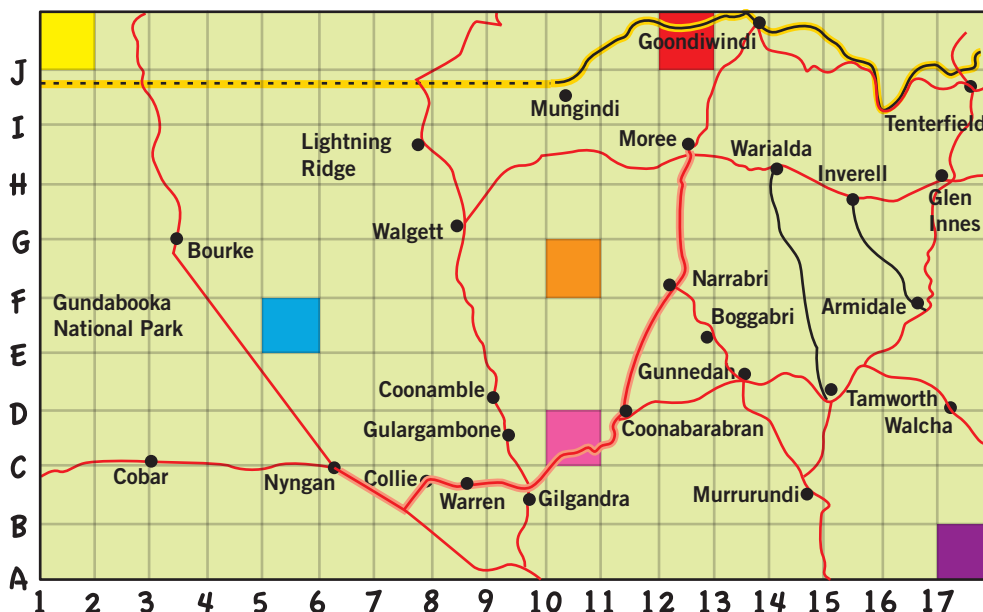 Goondiwindi
J
Mungindi
I
Tenterfield
Lightning
Ridge
Moree
Warialda
Inverell
H
Glen
Innes
Walgett
G
Bourke
Narrabri
Gundabooka
National Park
F
Armidale
Boggabri
E
Gunnedah
Coonamble
Tamworth
D
Gulargambone
Coonabarabran
Walcha
C
Cobar
Nyngan
Collie
Warren
Gilgandra
Murrurundi
B
A
1 2 3 4 5 6 7 8 9 10 11 12 13 14 15 16 17